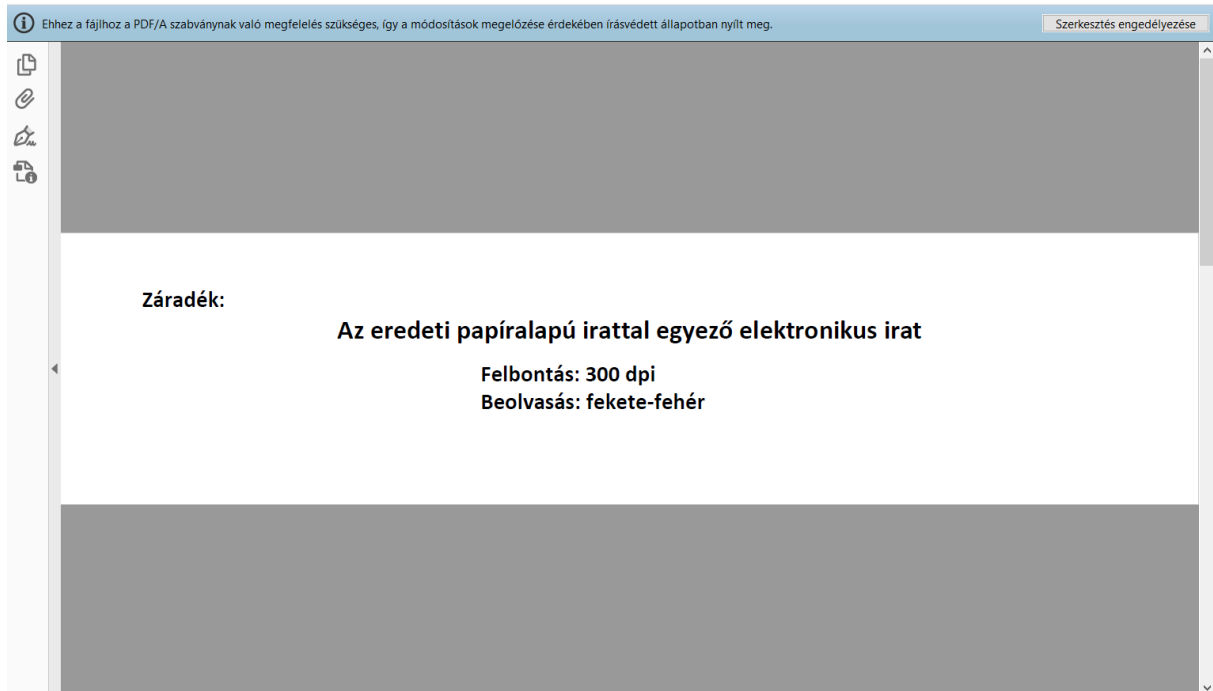 Ehhez a fájlhoz a PDF/A szabványnak való megfelelés szükséges, így a módosítások megelőzése érdekében írásvédett állapotban nyílt meg.
Szerkesztés engedélyezése
Záradék:
Az eredeti papíralapú irattal egyező elektronikus irat
Felbontás: 300 dpi
Beolvasás: fekete-fehér